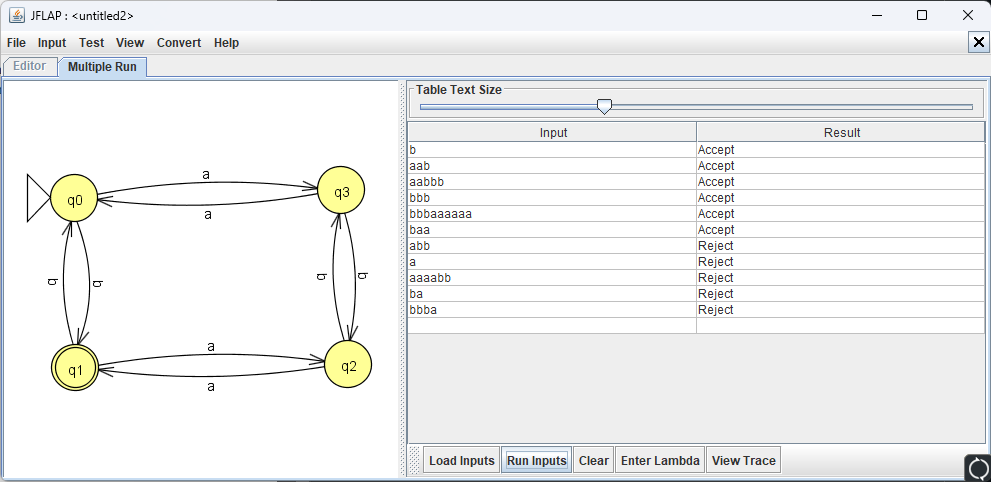 JFLAP : <untitled2>
File Input Test View Convert Help
Editor Multiple Run
Table Text Size
Input Result
b Accept
aab Accept
aabbb Accept
bbb Accept
bbbaaaaaa Accept
baa Accept
abb Reject
a Reject
aaaabb Reject
ba Reject
bbba Reject
a
q0 q3
a
b b b b
a
q1 q2
a
Load Inputs Run Inputs Clear Enter Lambda View Trace